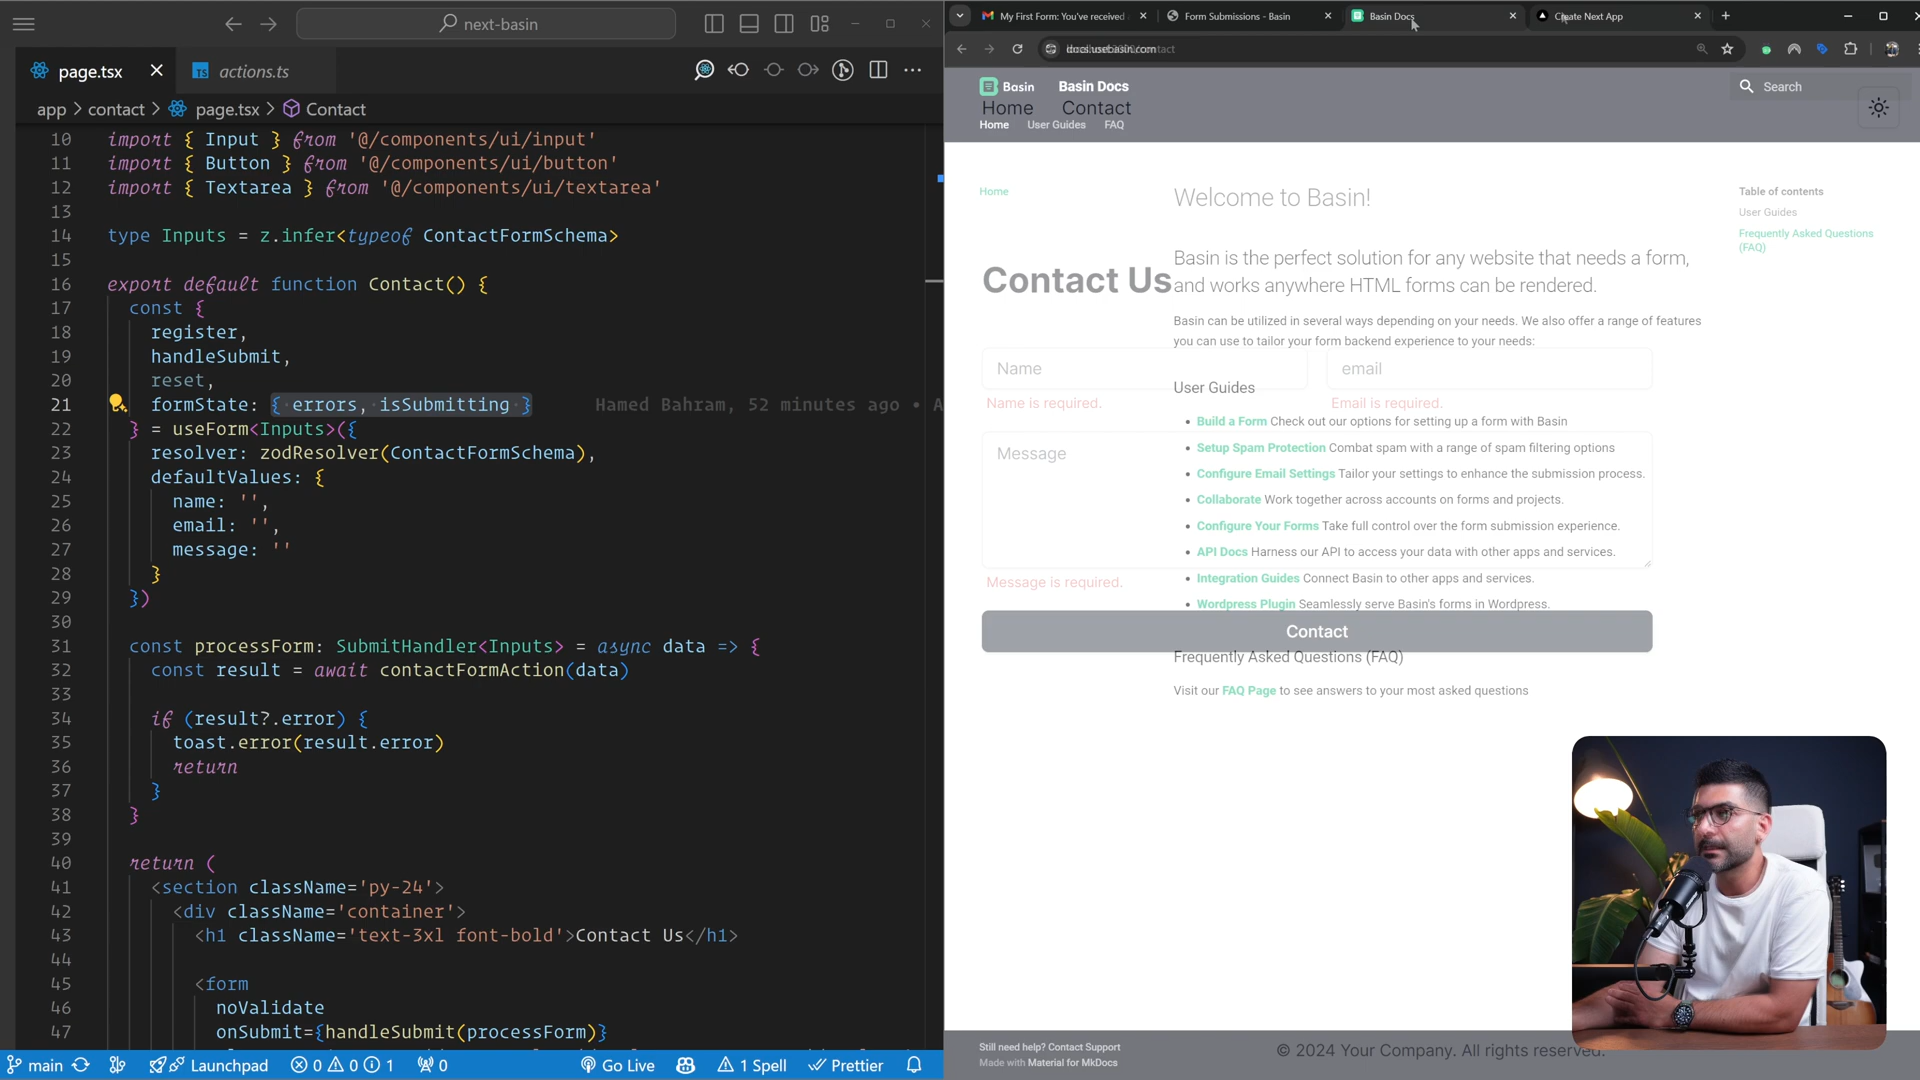 next-basin
page.tsx
TS actions.ts
app > contact > page.tsx > Contact
10 import { Input } from '@/components/ui/input'
11 import { Button } from '@/components/ui/button'
12 import { Textarea } from '@/components/ui/textarea'
13
14 type Inputs = z.infer<typeof ContactFormSchema>
15
16 export default function Contact() {
17 const {
18 register,
19 handleSubmit,
20 reset,
21 formState: { errors, isSubmitting } Hamed Bahram, 52 minutes ago • A
22 } = useForm<Inputs>({
23 resolver: zodResolver(ContactFormSchema),
24 defaultValues: {
25 name: '',
26 email: '',
27 message: ''
28 }
29 })
30
31 const processForm: SubmitHandler<Inputs> = async data => {
32 const result = await contactFormAction(data)
33
34 if (result?.error) {
35 toast.error(result.error)
36 return
37 }
38 }
39
40 return (
41 <section className='py-24'>
42 <div className='container'>
43 <h1 className='text-3xl font-bold'>Contact Us</h1>
44
45 <form
46 noValidate
47 onSubmit={handleSubmit(processForm)}
main Launchpad 0 0 1 0 Go Live 1 Spell Prettier
My First Form: You've received
Form Submissions - Basin
Basin Docs
Create Next App
docs.usebasin.com
Basin
Basin Docs
Search
Home Contact
Home User Guides FAQ
Home
Welcome to Basin!
Table of contents
User Guides
Frequently Asked Questions
(FAQ)
Basin is the perfect solution for any website that needs a form,
and works anywhere HTML forms can be rendered.
Contact Us
Basin can be utilized in several ways depending on your needs. We also offer a range of features
you can use to tailor your form backend experience to your needs:
Name
email
User Guides
Name is required.
Email is required.
Build a Form Check out our options for setting up a form with Basin
Setup Spam Protection Combat spam with a range of spam filtering options
Message
Configure Email Settings Tailor your settings to enhance the submission process.
Collaborate Work together across accounts on forms and projects.
Configure Your Forms Take full control over the form submission experience.
API Docs Harness our API to access your data with other apps and services.
Integration Guides Connect Basin to other apps and services.
Message is required.
Wordpress Plugin Seamlessly serve Basin's forms in Wordpress.
Contact
Frequently Asked Questions (FAQ)
Visit our FAQ Page to see answers to your most asked questions
Still need help? Contact Support
Made with Material for MkDocs
© 2024 Your Company. All rights reserved.